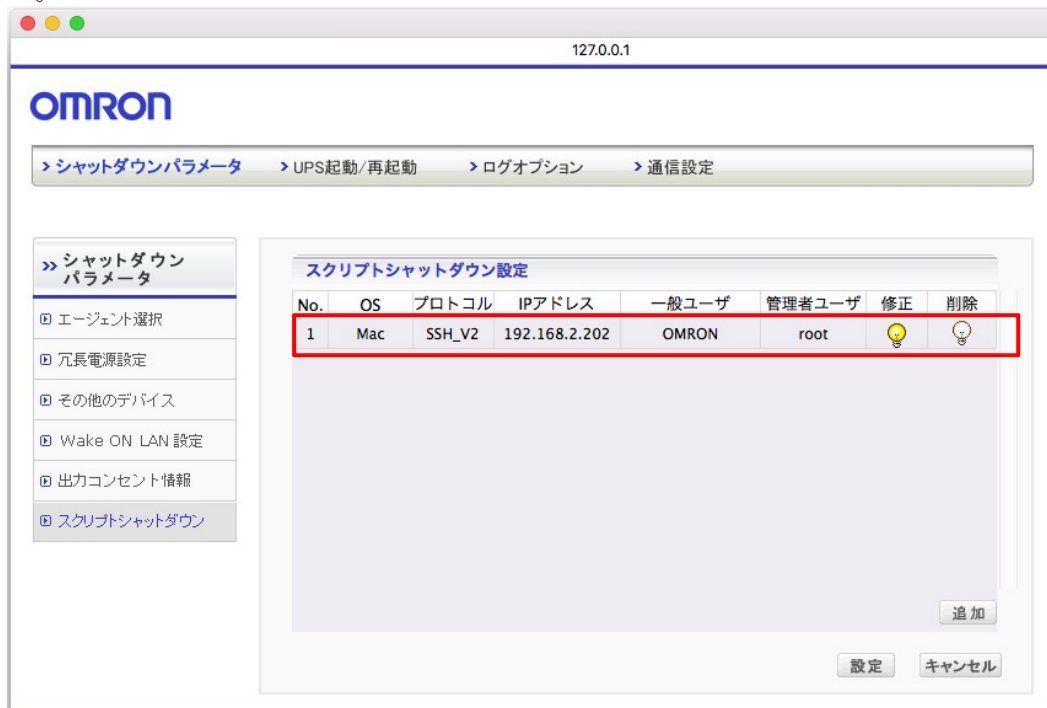 127.0.0.1
OMRON
シャットダウンパラメータ UPS起動/再起動 ログオプション 通信設定
シャットダウン
パラメータ
エージェント選択
冗長電源設定
その他のデバイス
Wake ON LAN 設定
出力コンセント情報
スクリプトシャットダウン
スクリプトシャットダウン設定
No. OS プロトコル IPアドレス 一般ユーザ 管理者ユーザ 修正 削除
1 Mac SSH_V2 192.168.2.202 OMRON root
追加
設定 キャンセル